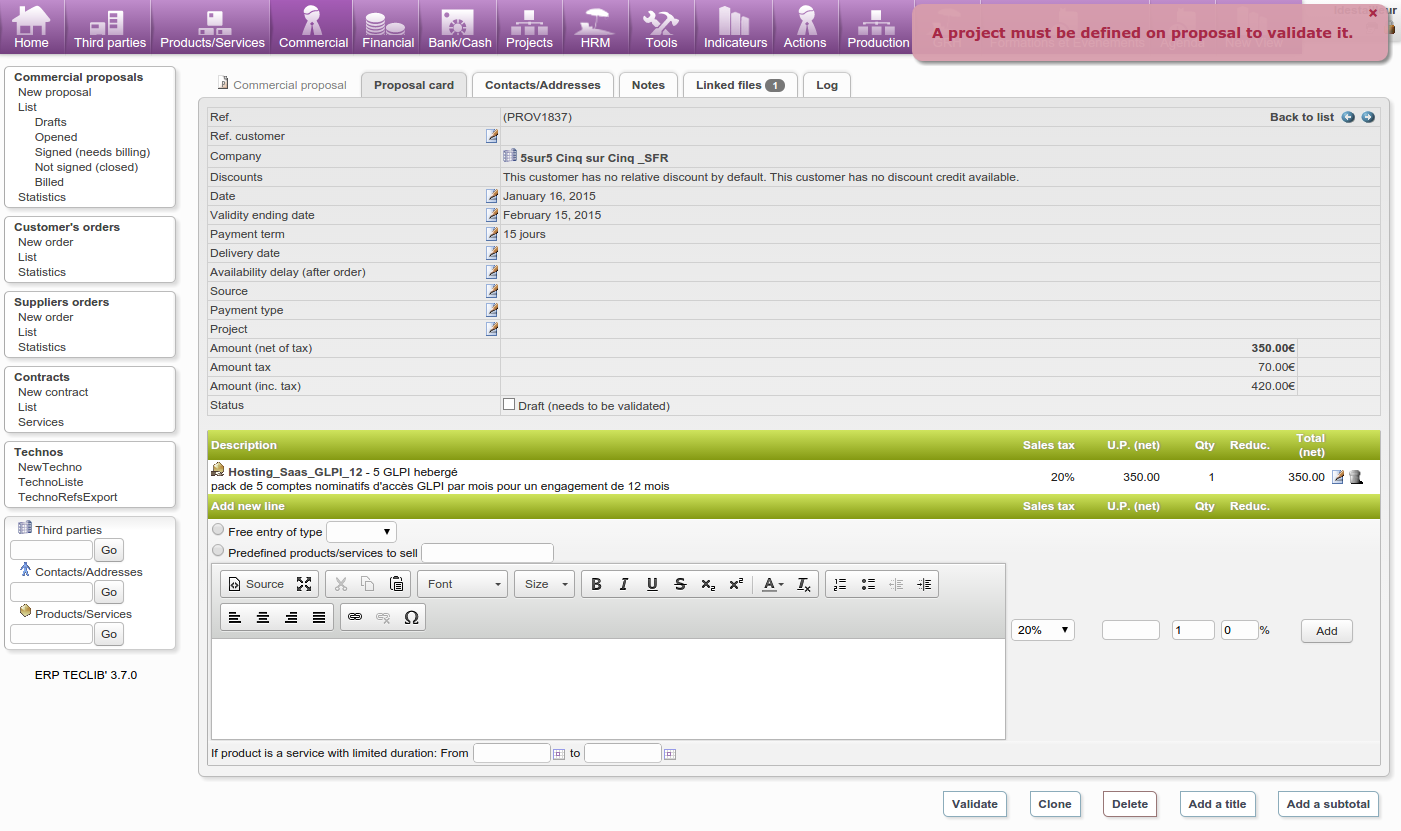 Home Third parties Products/Services Commercial Financial Bank/Cash Projects HRM Tools Indicateurs Actions Production
A project must be defined on proposal to validate it.
Commercial proposals
New proposal
List
Drafts
Opened
Signed (needs billing)
Not signed (closed)
Billed
Statistics
Customer's orders
New order
List
Statistics
Suppliers orders
New order
List
Statistics
Contracts
New contract
List
Services
Technos
NewTechno
TechnoListe
TechnoRefsExport
Third parties
Go
Contacts/Addresses
Go
Products/Services
Go
ERP TECLIB' 3.7.0
Commercial proposal Proposal card Contacts/Addresses Notes Linked files 1 Log
Ref. (PROV1837) Back to list
Ref. customer
Company 5sur5 Cinq sur Cinq _SFR
Discounts This customer has no relative discount by default. This customer has no discount credit available.
Date January 16, 2015
Validity ending date February 15, 2015
Payment term 15 jours
Delivery date
Availability delay (after order)
Source
Payment type
Project
Amount (net of tax) 350.00€
Amount tax 70.00€
Amount (inc. tax) 420.00€
Status Draft (needs to be validated)
Description Sales tax U.P. (net) Qty Reduc. Total (net)
Hosting_Saas_GLPI_12 - 5 GLPI hebergé
pack de 5 comptes nominatifs d'accès GLPI par mois pour un engagement de 12 mois 20% 350.00 1 350.00
Add new line Sales tax U.P. (net) Qty Reduc.
Free entry of type
Predefined products/services to sell
Source Font Size B I U S x₂ x² A Tx
Ω
20% 1 0 % Add
If product is a service with limited duration: From to
Validate Clone Delete Add a title Add a subtotal